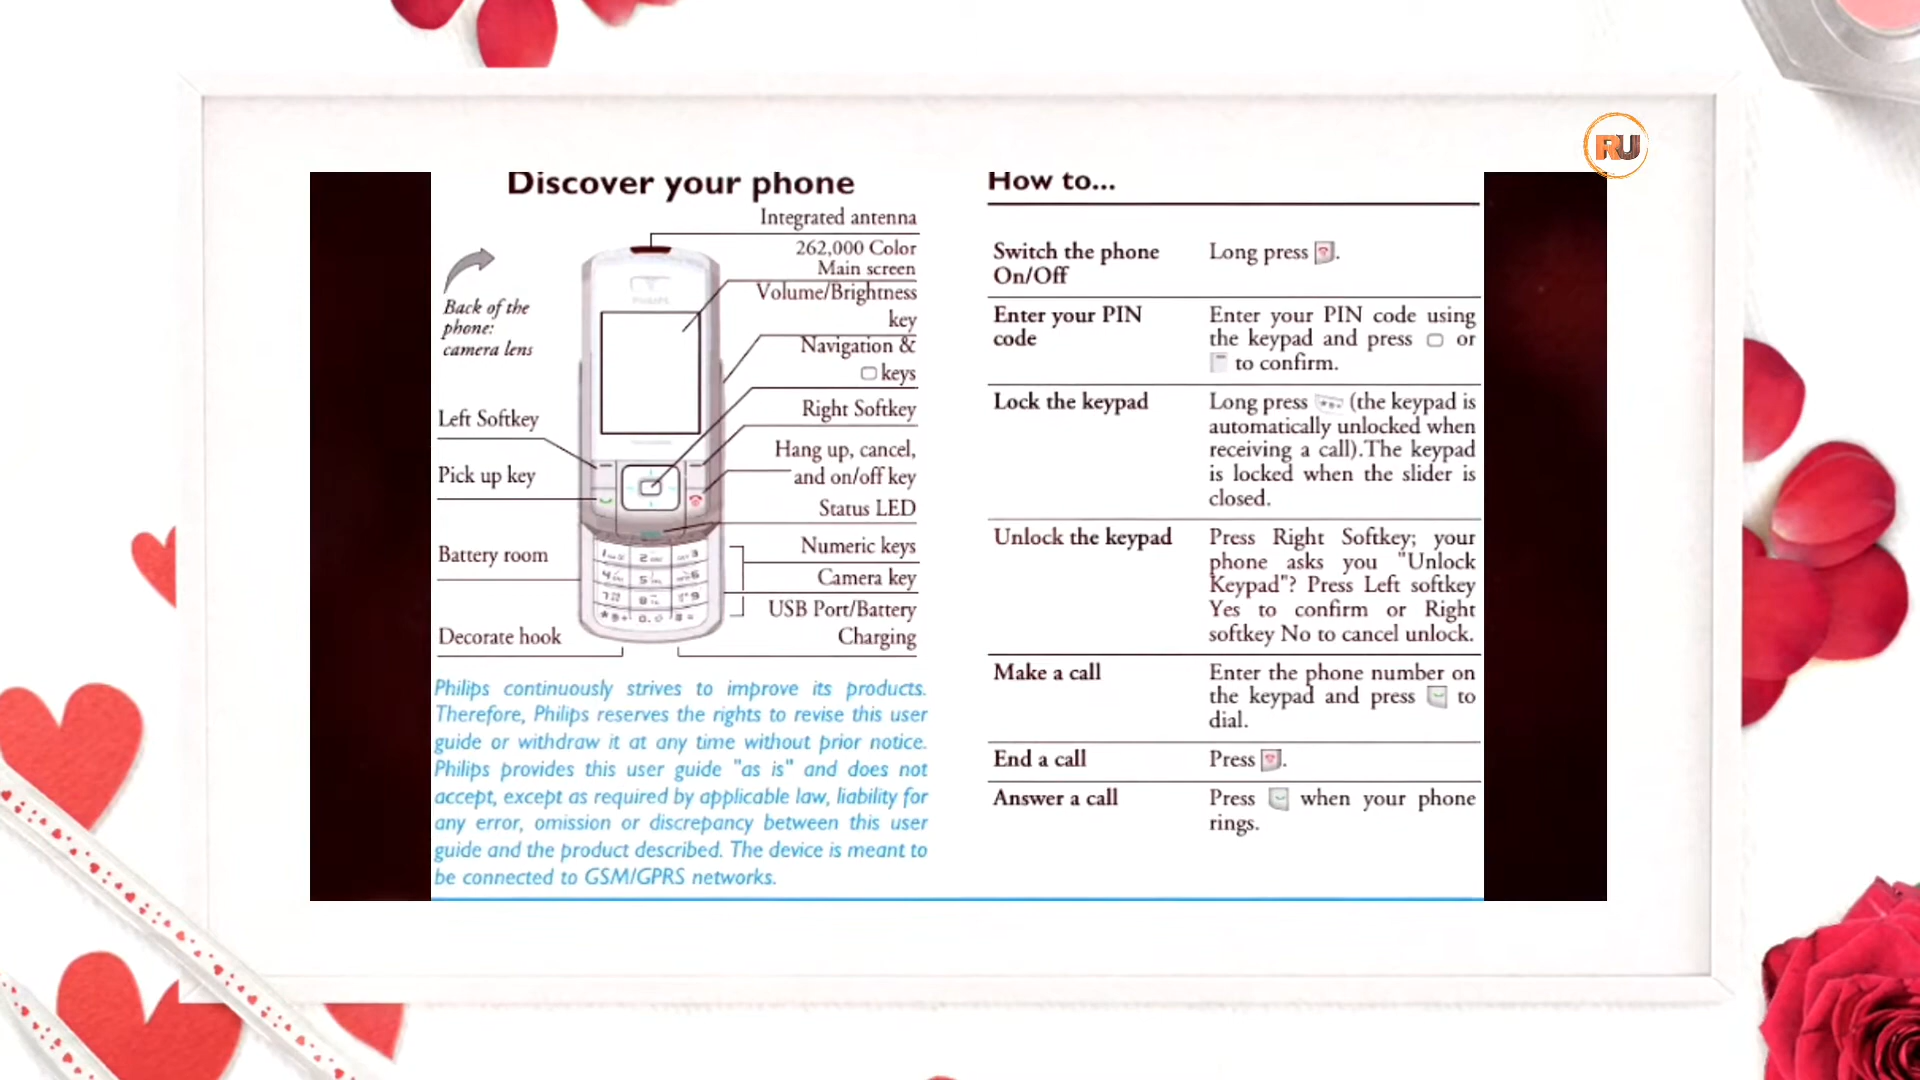 RU
Discover your phone
Integrated antenna
262,000 Color
Main screen
Volume/Brightness
key
Navigation &
keys
Right Softkey
Hang up, cancel,
and on/off key
Status LED
Numeric keys
Camera key
USB Port/Battery
Charging
Back of the
phone:
camera lens
Left Softkey
Pick up key
Battery room
Decorate hook
PHILIPS
Philips continuously strives to improve its products.
Therefore, Philips reserves the rights to revise this user
guide or withdraw it at any time without prior notice.
Philips provides this user guide "as is" and does not
accept, except as required by applicable law, liability for
any error, omission or discrepancy between this user
guide and the product described. The device is meant to
be connected to GSM/GPRS networks.
How to...
Switch the phone
On/Off
Long press .
Enter your PIN
code
Enter your PIN code using
the keypad and press or
to confirm.
Lock the keypad
Long press (the keypad is
automatically unlocked when
receiving a call).The keypad
is locked when the slider is
closed.
Unlock the keypad
Press Right Softkey; your
phone asks you "Unlock
Keypad"? Press Left softkey
Yes to confirm or Right
softkey No to cancel unlock.
Make a call
Enter the phone number on
the keypad and press to
dial.
End a call
Press .
Answer a call
Press when your phone
rings.